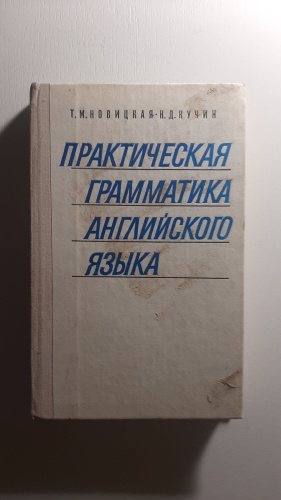 Т.М.НОВИЦКАЯ-Н.Д.КУЧИН
ПРАКТИЧЕСКАЯ
ГРАММАТИКА
АНГЛИЙСКОГО
ЯЗЫКА